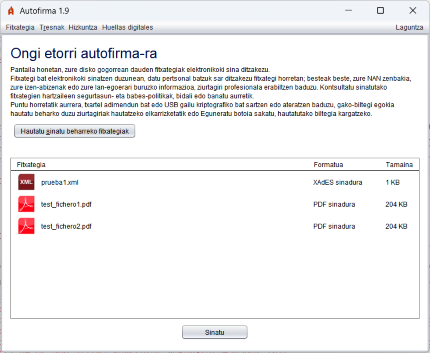 Autofirma 1.9
Fitxategia Tresnak Hizkuntza Huellas digitales Laguntza
Ongi etorri autofirma-ra
Pantaila honetan, zure disko gogorrean dauden fitxategiak elektronikoki sina ditzakezu.
Fitxategi bat elektronikoki sinatzen duzunean, datu pertsonal batzuk sar ditzakezu fitxategi horretan; besteak beste, zure NAN zenbakia,
zure izen-abizenak edo zure lan-egoerari buruzko informazioa, ziurtagiri profesionala erabiltzen baduzu. Kontsultatu sinatutako
fitxategien hartzaileen segurtasun- eta babes-politikak, bidali edo banatu aurretik.
Puntu horretatik aurrera, txartel adimendun bat edo USB gailu kriptografiko bat sartzen edo ateratzen baduzu, gako-biltegi egokia
hautatu beharko duzu ziurtagiriak hautatzeko elkarrizketatik edo Eguneratu botoia sakatu, hautatutako biltegia kargatzeko.
Hautatu sinatu beharreko fitxategiak
Fitxategia Formatua Tamaina
XML prueba1.xml XAdES sinadura 1 KB
test_fichero1.pdf PDF sinadura 204 KB
test_fichero2.pdf PDF sinadura 204 KB
Sinatu